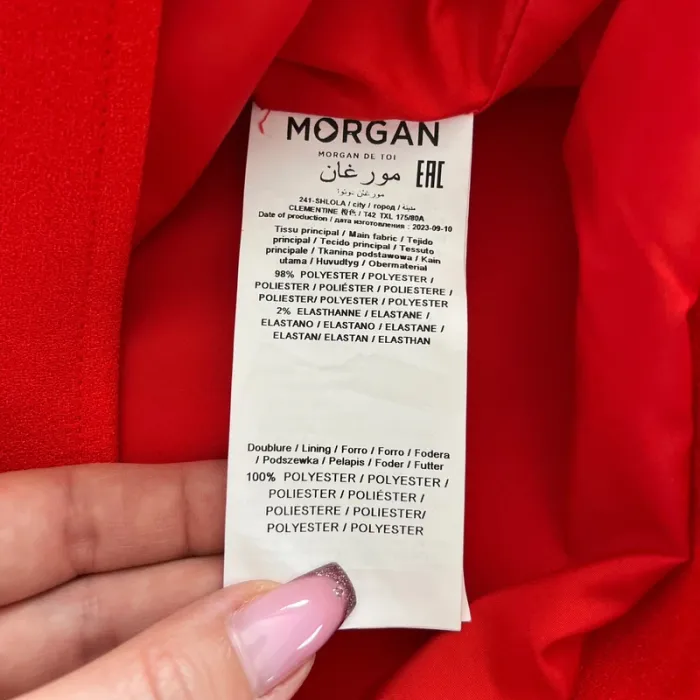 MORGAN
MORGAN DE TOI
مورغان EAC
مورغان دوتوا
241-SHLOLA / city / город / مدينة
CLEMENTINE 橙色 / T42 TXL 175/80A
Date of production / дата изготовления : 2023-09-10
Tissu principal / Main fabric / Tejido
principal / Tecido principal / Tessuto
principale / Tkanina podstawowa / Kain
utama / Huvudtyg / Obermaterial
98% POLYESTER / POLYESTER /
POLIESTER / POLIÉSTER / POLIESTERE /
POLIESTER/ POLYESTER / POLYESTER
2% ELASTHANNE / ELASTANE /
ELASTANO / ELASTANO / ELASTANE /
ELASTAN/ ELASTAN / ELASTHAN
Doublure / Lining / Forro / Forro / Fodera
/ Podszewka / Pelapis / Foder / Futter
100% POLYESTER / POLYESTER /
POLIESTER / POLIÉSTER /
POLIESTERE / POLIESTER/
POLYESTER / POLYESTER